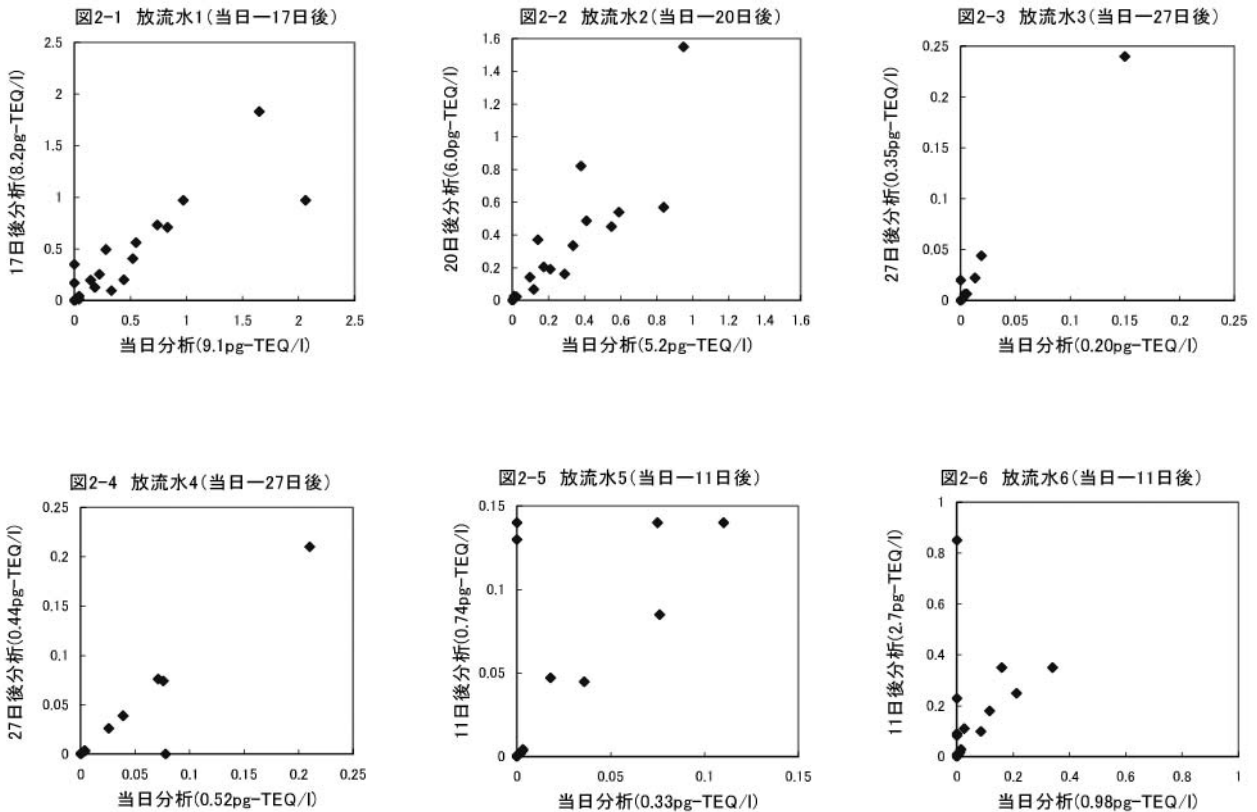 図2-1 放流水1(当日ー17日後)
17日後分析(8.2pg-TEQ/l)
2.5
2
1.5
1
0.5
0
0 0.5 1 1.5 2 2.5
当日分析(9.1pg-TEQ/l)
図2-2 放流水2(当日ー20日後)
20日後分析(6.0pg-TEQ/l)
1.6
1.4
1.2
1
0.8
0.6
0.4
0.2
0
0 0.2 0.4 0.6 0.8 1 1.2 1.4 1.6
当日分析(5.2pg-TEQ/l)
図2-3 放流水3(当日ー27日後)
27日後分析(0.35pg-TEQ/l)
0.25
0.2
0.15
0.1
0.05
0
0 0.05 0.1 0.15 0.2 0.25
当日分析(0.20pg-TEQ/l)
図2-4 放流水4(当日ー27日後)
27日後分析(0.44pg-TEQ/l)
0.25
0.2
0.15
0.1
0.05
0
0 0.05 0.1 0.15 0.2 0.25
当日分析(0.52pg-TEQ/l)
図2-5 放流水5(当日ー11日後)
11日後分析(0.74pg-TEQ/l)
0.15
0.1
0.05
0
0 0.05 0.1 0.15
当日分析(0.33pg-TEQ/l)
図2-6 放流水6(当日ー11日後)
11日後分析(2.7pg-TEQ/l)
1
0.8
0.6
0.4
0.2
0
0 0.2 0.4 0.6 0.8 1
当日分析(0.98pg-TEQ/l)